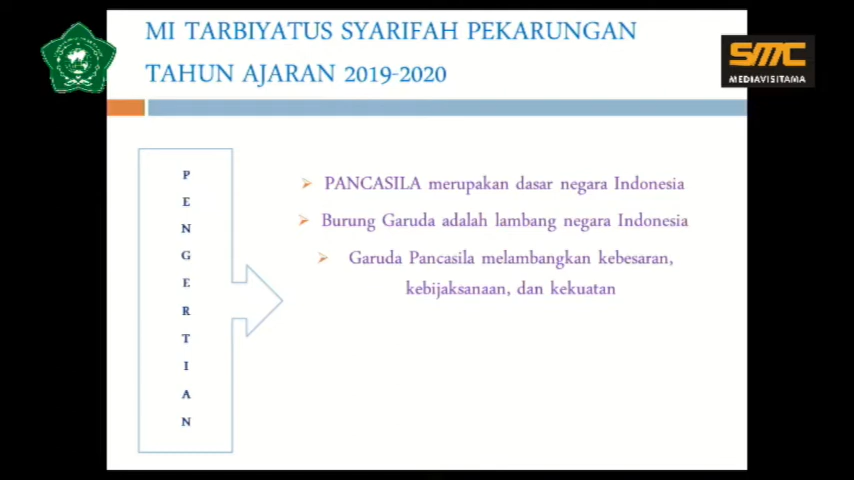 MI TARBIYATUS SYARIFAH PEKARUNGAN
TAHUN AJARAN 2019-2020
SMC
MEDIAVISITAMA
P
E
N
G
E
R
T
I
A
N
PANCASILA merupakan dasar negara Indonesia
Burung Garuda adalah lambang negara Indonesia
Garuda Pancasila melambangkan kebesaran,
kebijaksanaan, dan kekuatan